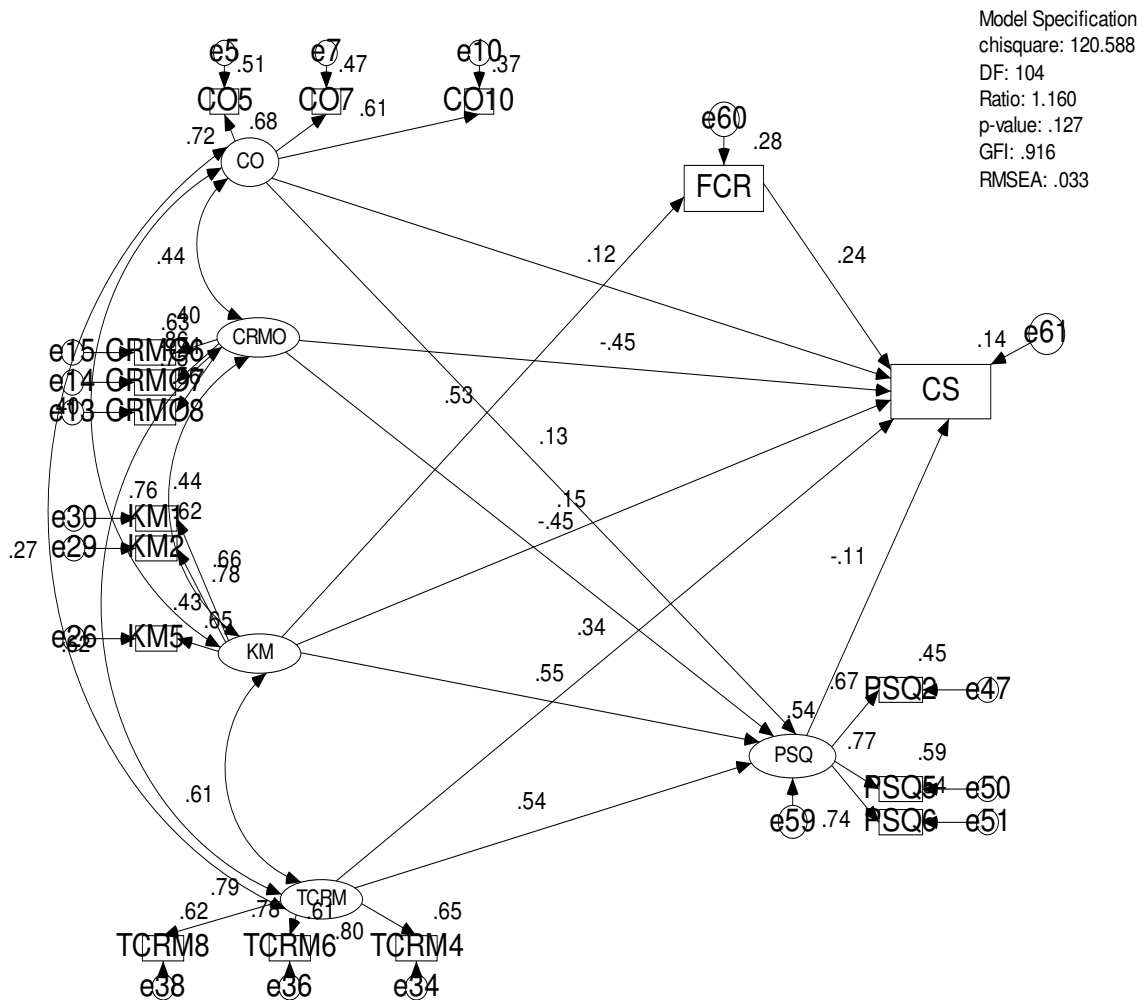 Model Specification
chisquare: 120.588
DF: 104
Ratio: 1.160
p-value: .127
GFI: .916
RMSEA: .033
e5
e7
e10
.51
.47
.37
CO5
CO7
CO10
.72
.68
.61
CO
e60
.28
FCR
.44
.12
.24
.63
.40
CRMO
e15
e14
CRMO7
e13
CRMO8
-.45
.14
e61
CS
.53
.13
.44
.76
.62
e30
KM1
e29
KM2
.15
-.45
.27
.66
.78
-.11
.43
.65
e26
KM5
KM
.34
.55
.45
.67
PSQ2
e47
.54
.77
.59
PSQ
PSQ5
e50
e59
.74
PSQ6
e51
.61
.54
.79
TCRM
.62
.78
.61
.65
.80
TCRM8
TCRM6
TCRM4
e38
e36
e34